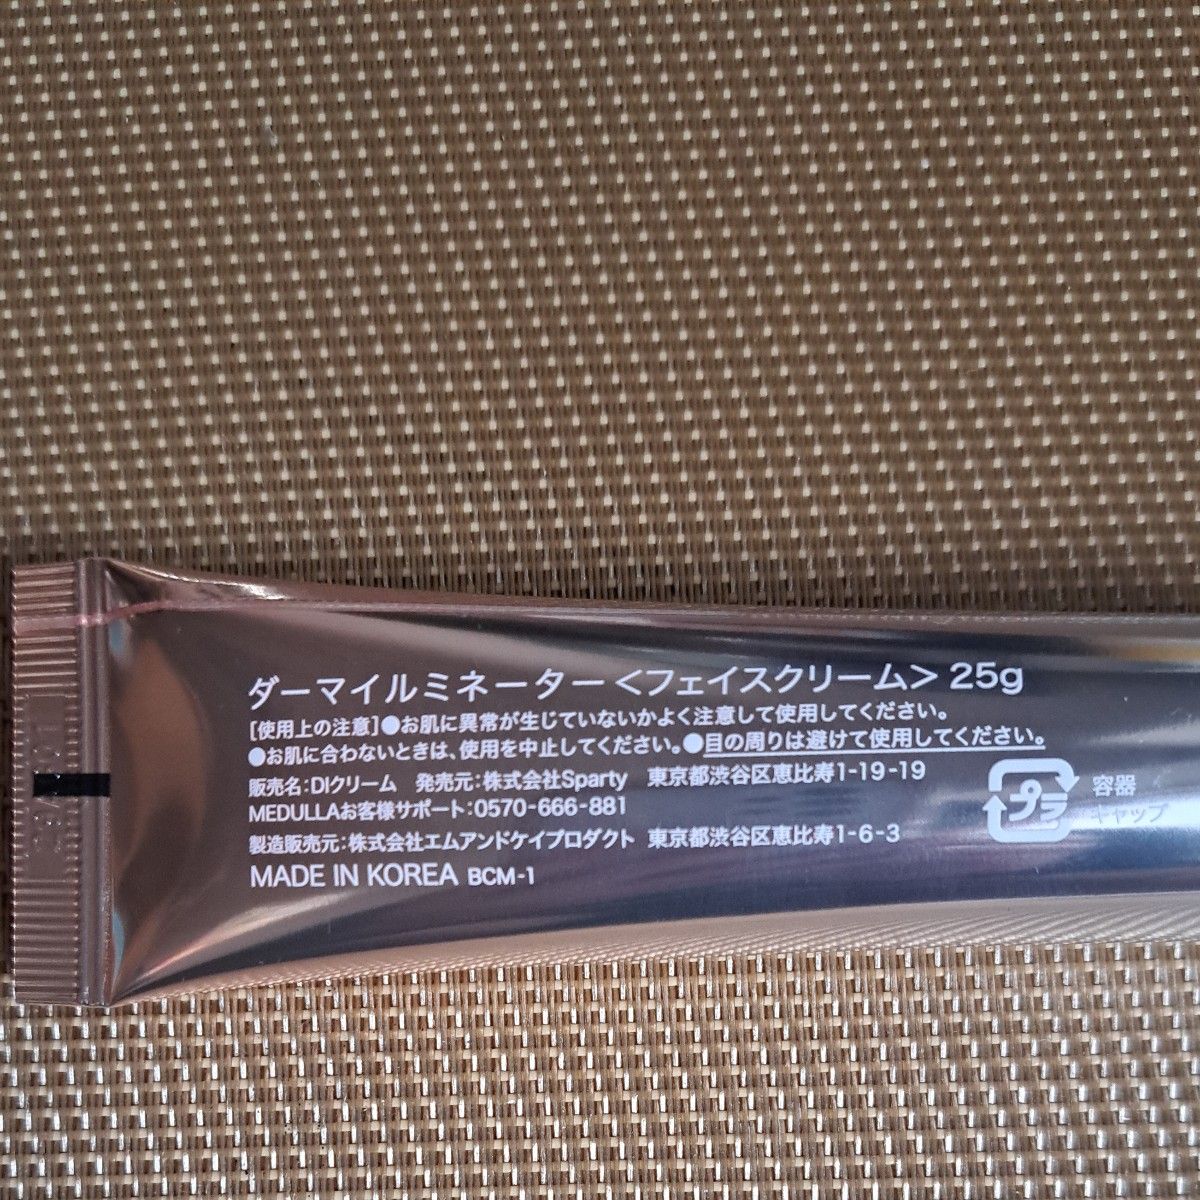 ダーマイルミネーター<フェイスクリーム> 25g
[使用上の注意]●お肌に異常が生じていないかよく注意して使用してください。
●お肌に合わないときは、使用を中止してください。●目の周りは避けて使用してください。
販売名:DIクリーム 発売元:株式会社Sparty 東京都渋谷区恵比寿1-19-19
MEDULLAお客様サポート:0570-666-881
製造販売元:株式会社エムアンドケイプロダクト 東京都渋谷区恵比寿1-6-3
MADE IN KOREA BCM-1
プラ
容器
キャップ